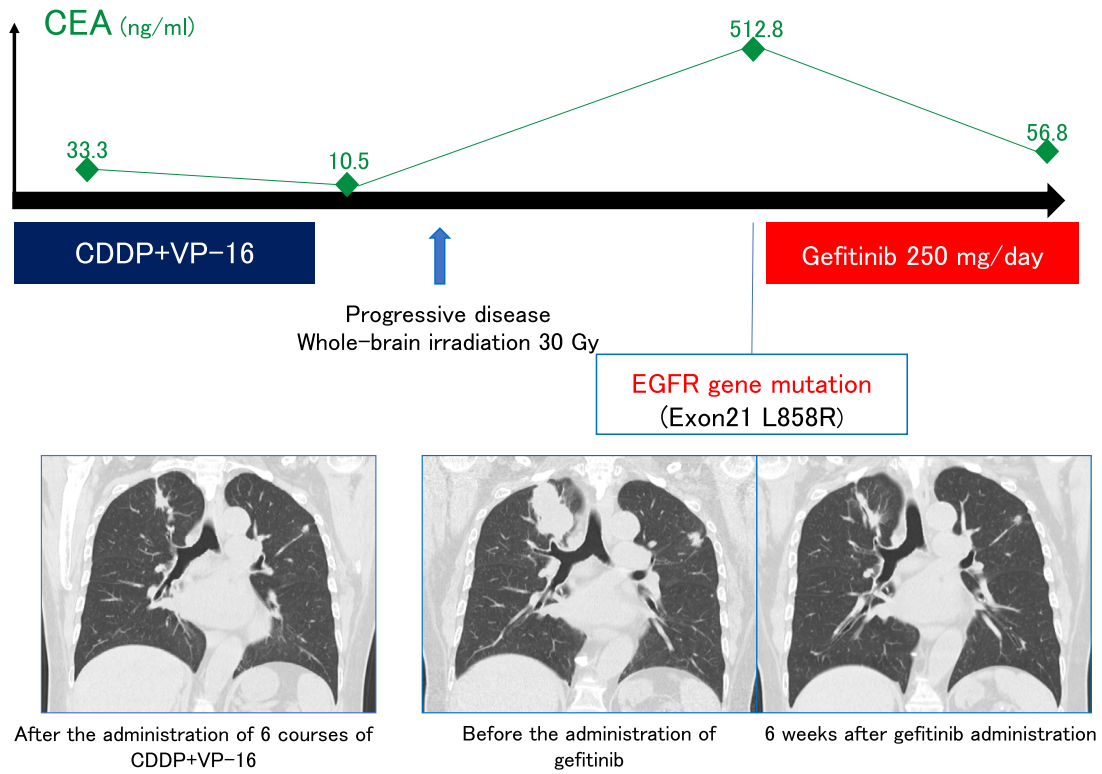 CEA (ng/ml)
512.8
33.3
10.5
56.8
CDDP+VP-16
Gefitinib 250 mg/day
Progressive disease
Whole-brain irradiation 30 Gy
EGFR gene mutation
(Exon21 L858R)
After the administration of 6 courses of
CDDP+VP-16
Before the administration of
gefitinib
6 weeks after gefitinib administration